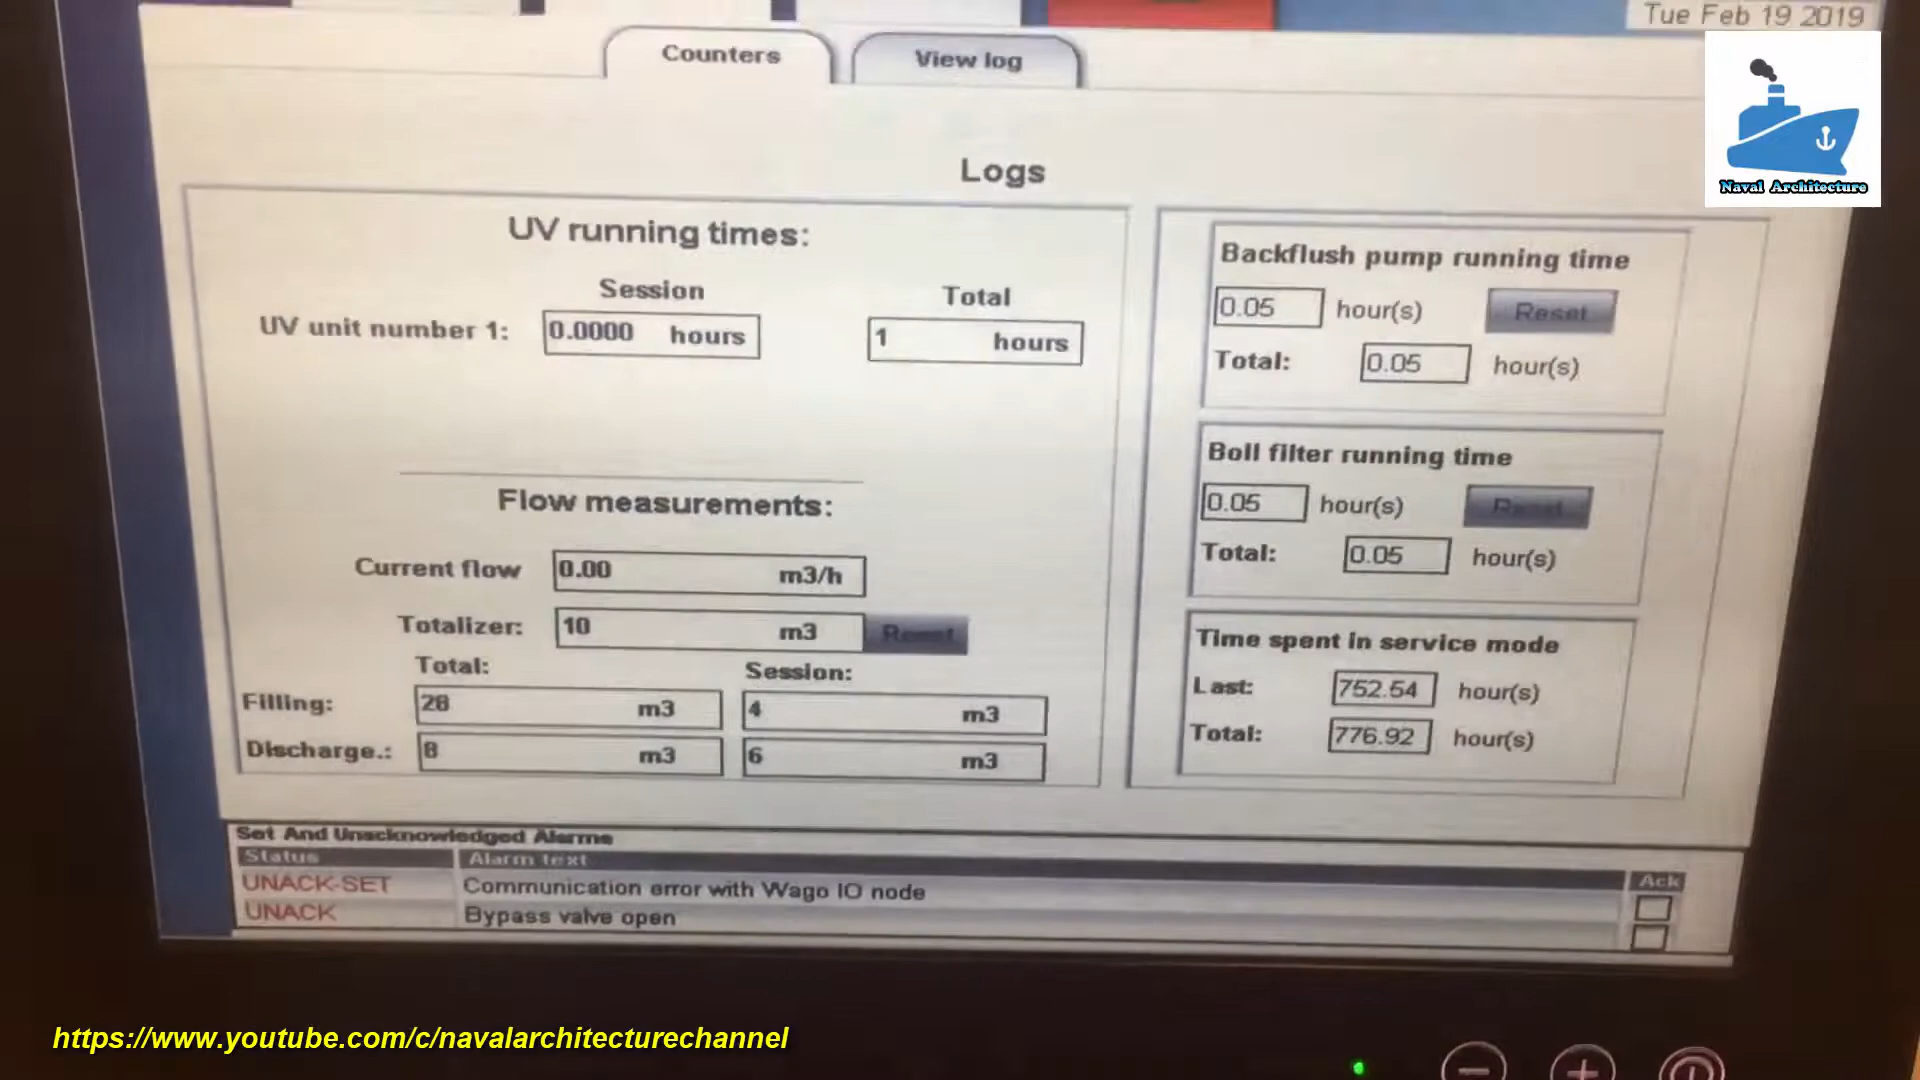 Tue Feb 19 2019
Counters
View log
Naval Architecture
Logs
UV running times:
Session
Total
UV unit number 1:
0.0000 hours
1 hours
Flow measurements:
Current flow
0.00 m3/h
Totalizer:
10 m3
Reset
Total:
Session:
Filling:
28 m3
4 m3
Discharge.:
8 m3
6 m3
Backflush pump running time
0.05 hour(s)
Reset
Total: 0.05 hour(s)
Boll filter running time
0.05 hour(s)
Reset
Total: 0.05 hour(s)
Time spent in service mode
Last: 752.54 hour(s)
Total: 776.92 hour(s)
Set And Unacknowledged Alarms
Status Alarm text Ack
UNACK-SET Communication error with Wago IO node
UNACK Bypass valve open
https://www.youtube.com/c/navalarchitecturechannel